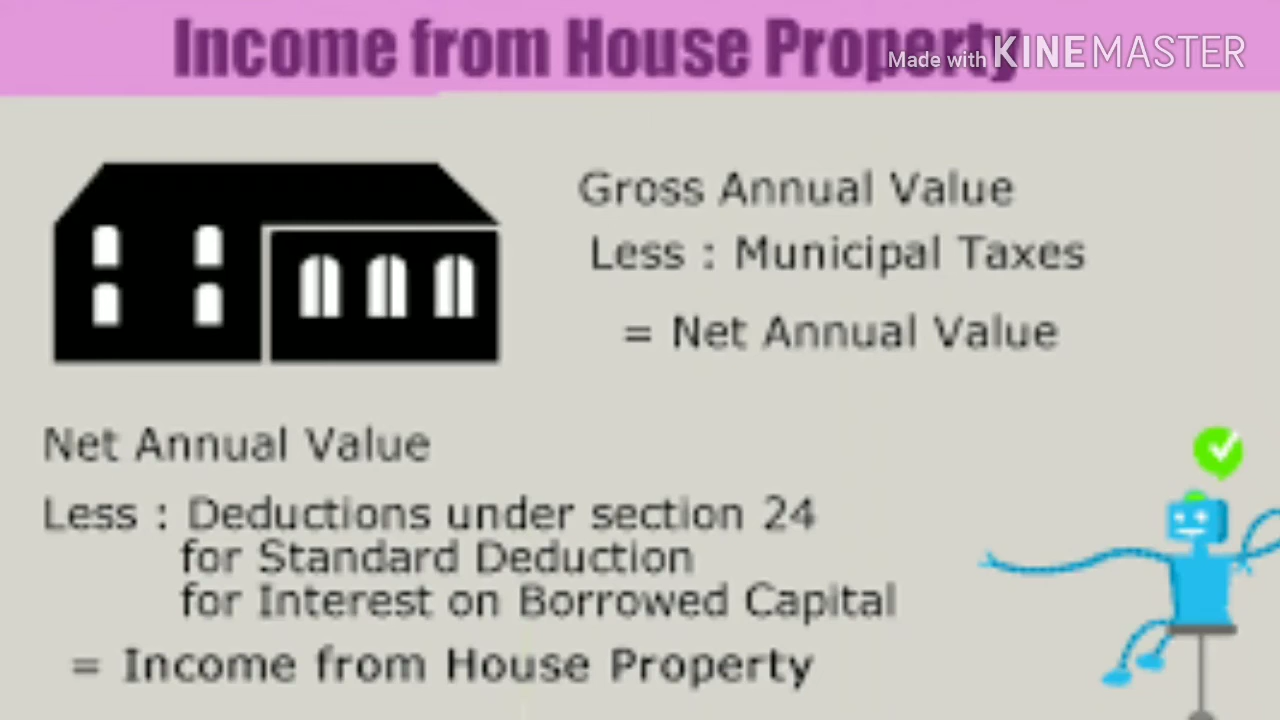 Income from House Property
Made with KINEMASTER
Gross Annual Value
Less : Municipal Taxes
= Net Annual Value
Net Annual Value
Less : Deductions under section 24
for Standard Deduction
for Interest on Borrowed Capital
= Income from House Property